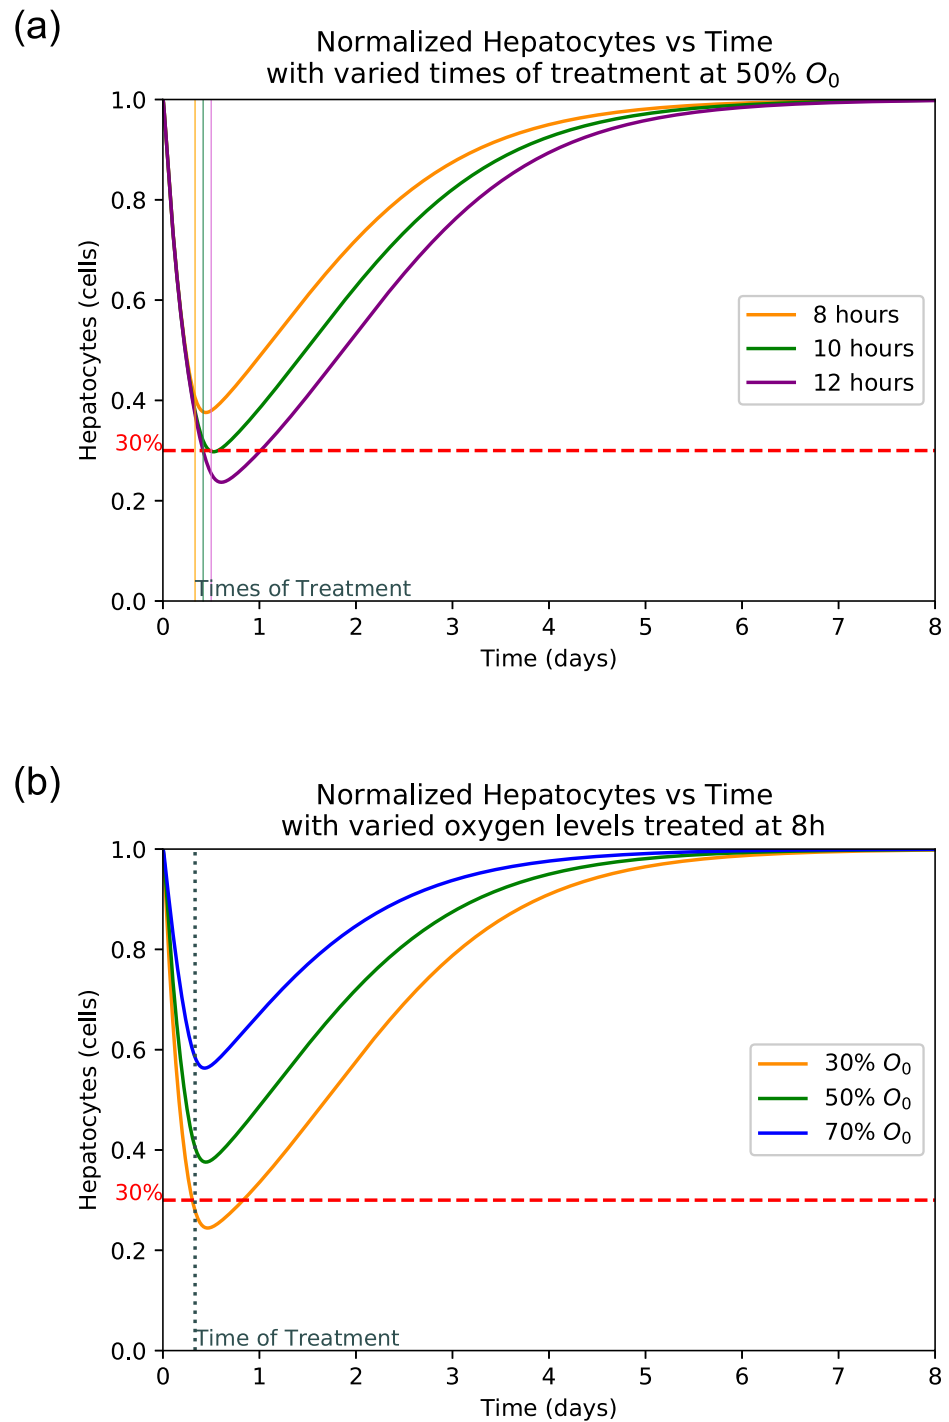 (a)
Normalized Hepatocytes vs Time
with varied times of treatment at 50% O₀
1.0
0.8
0.6
0.4
30%
0.2
0.0
Hepatocytes (cells)
8 hours
10 hours
12 hours
Times of Treatment
0 1 2 3 4 5 6 7 8
Time (days)
(b)
Normalized Hepatocytes vs Time
with varied oxygen levels treated at 8h
1.0
0.8
0.6
0.4
30%
0.2
0.0
Hepatocytes (cells)
30% O₀
50% O₀
70% O₀
Time of Treatment
0 1 2 3 4 5 6 7 8
Time (days)